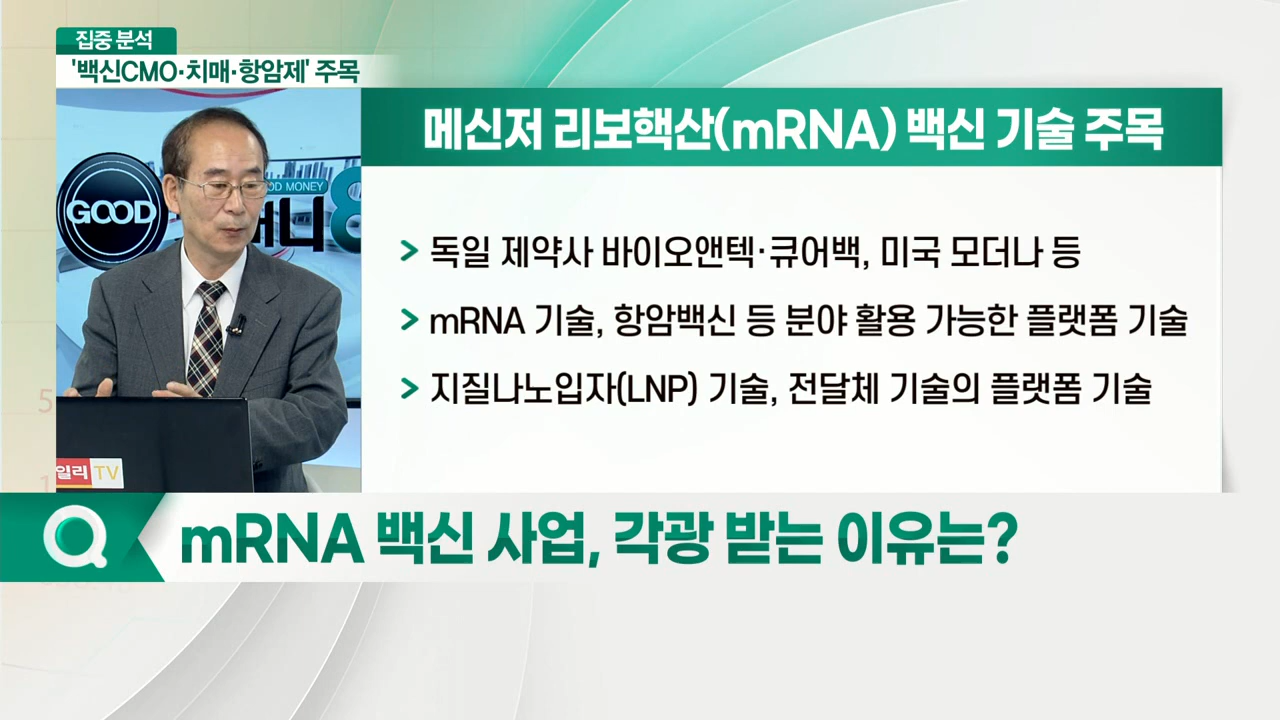 집중 분석
'백신CMO·치매·항암제' 주목
메신저 리보핵산(mRNA) 백신 기술 주목
GOOD
GOOD MONEY
머니8
> 독일 제약사 바이오앤텍·큐어백, 미국 모더나 등
> mRNA 기술, 항암백신 등 분야 활용 가능한 플랫폼 기술
> 지질나노입자(LNP) 기술, 전달체 기술의 플랫폼 기술
일리 TV
Q mRNA 백신 사업, 각광 받는 이유는?